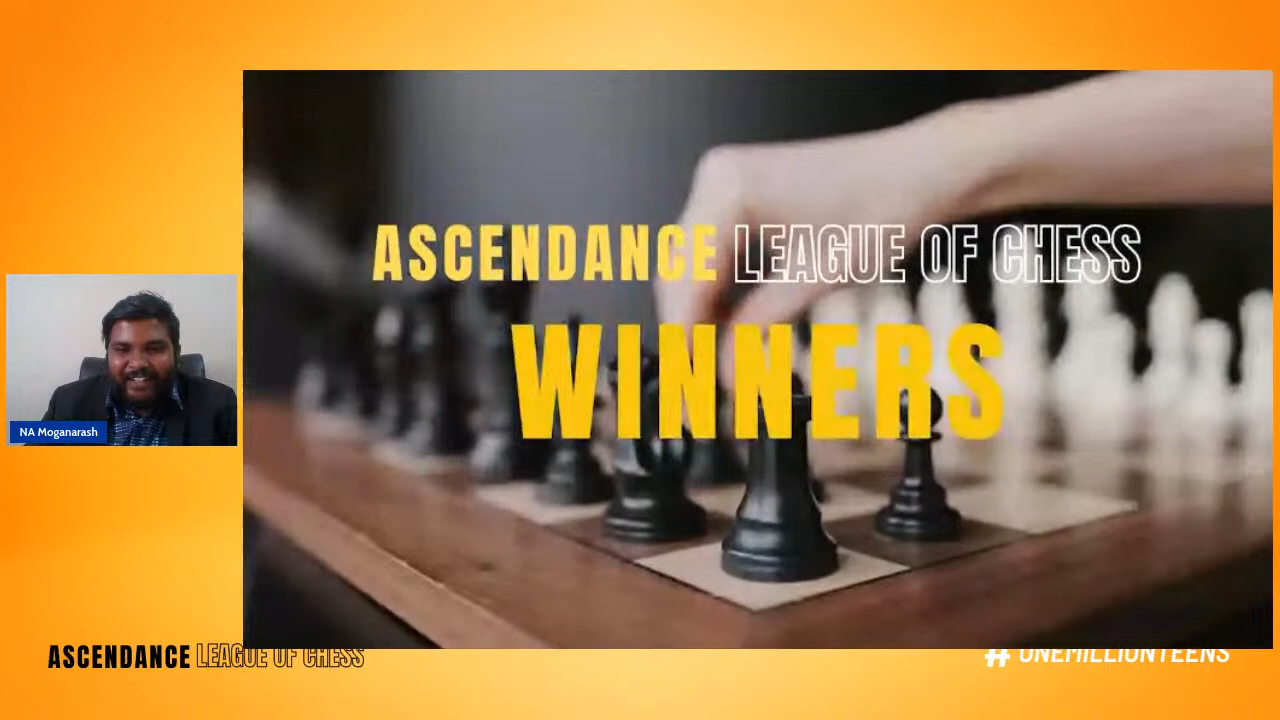 ASCENDANCE LEAGUE OF CHESS
WINNERS
NA Moganarash
ASCENDANCE LEAGUE OF CHESS
# ONEMILLIONTEENS